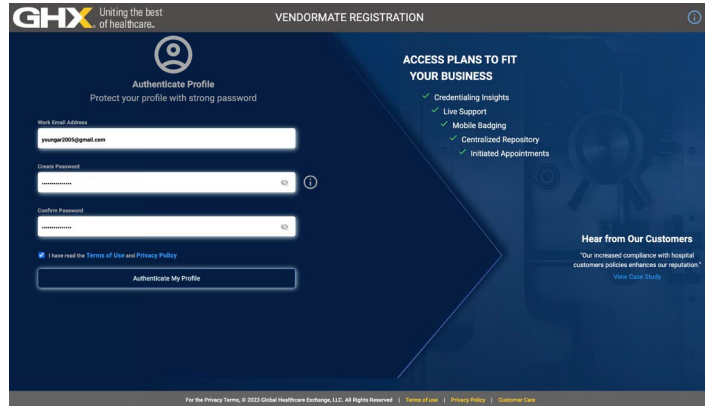 GHX Uniting the best
of healthcare.
VENDORMATE REGISTRATION
Authenticate Profile
Protect your profile with strong password
Work Email Address
youngar2005@gmail.com
Create Password
Confirm Password
I have read the Terms of Use and Privacy Policy
Authenticate My Profile
ACCESS PLANS TO FIT
YOUR BUSINESS
Credentialing Insights
Live Support
Mobile Badging
Centralized Repository
Initiated Appointments
Hear from Our Customers
"Our increased compliance with hospital
customers policies enhances our reputation."
View Case Study
For the Privacy Terms, © 2023 Global Healthcare Exchange, LLC. All Rights Reserved | Terms of use | Privacy Policy | Customer Care